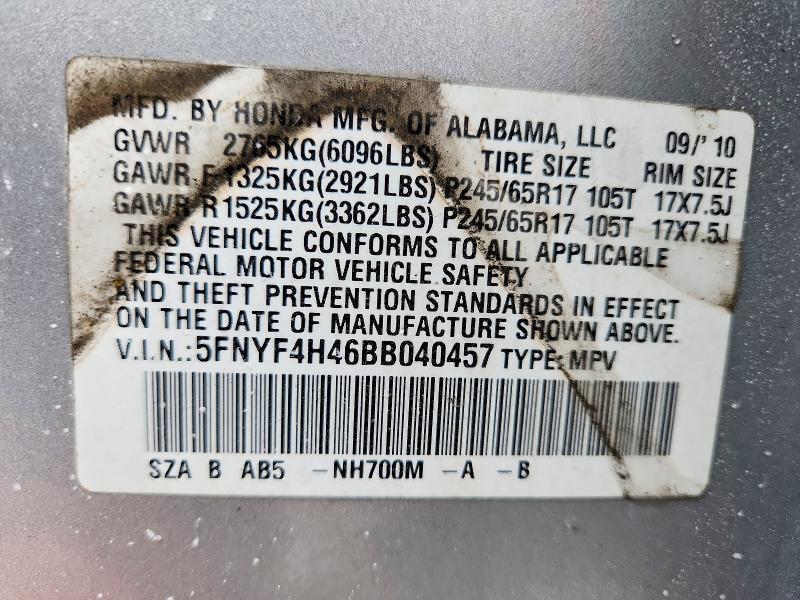 MFD. BY HONDA MFG. OF ALABAMA, LLC 09/'10
GVWR 2765KG(6096LBS) TIRE SIZE RIM SIZE
GAWR F 1325KG(2921LBS) P245/65R17 105T 17X7.5J
GAWR R 1525KG(3362LBS) P245/65R17 105T 17X7.5J
THIS VEHICLE CONFORMS TO ALL APPLICABLE
FEDERAL MOTOR VEHICLE SAFETY
AND THEFT PREVENTION STANDARDS IN EFFECT
ON THE DATE OF MANUFACTURE SHOWN ABOVE.
V.I.N.:5FNYF4H46BB040457 TYPE:MPV
SZA B AB5 -NH700M -A -B